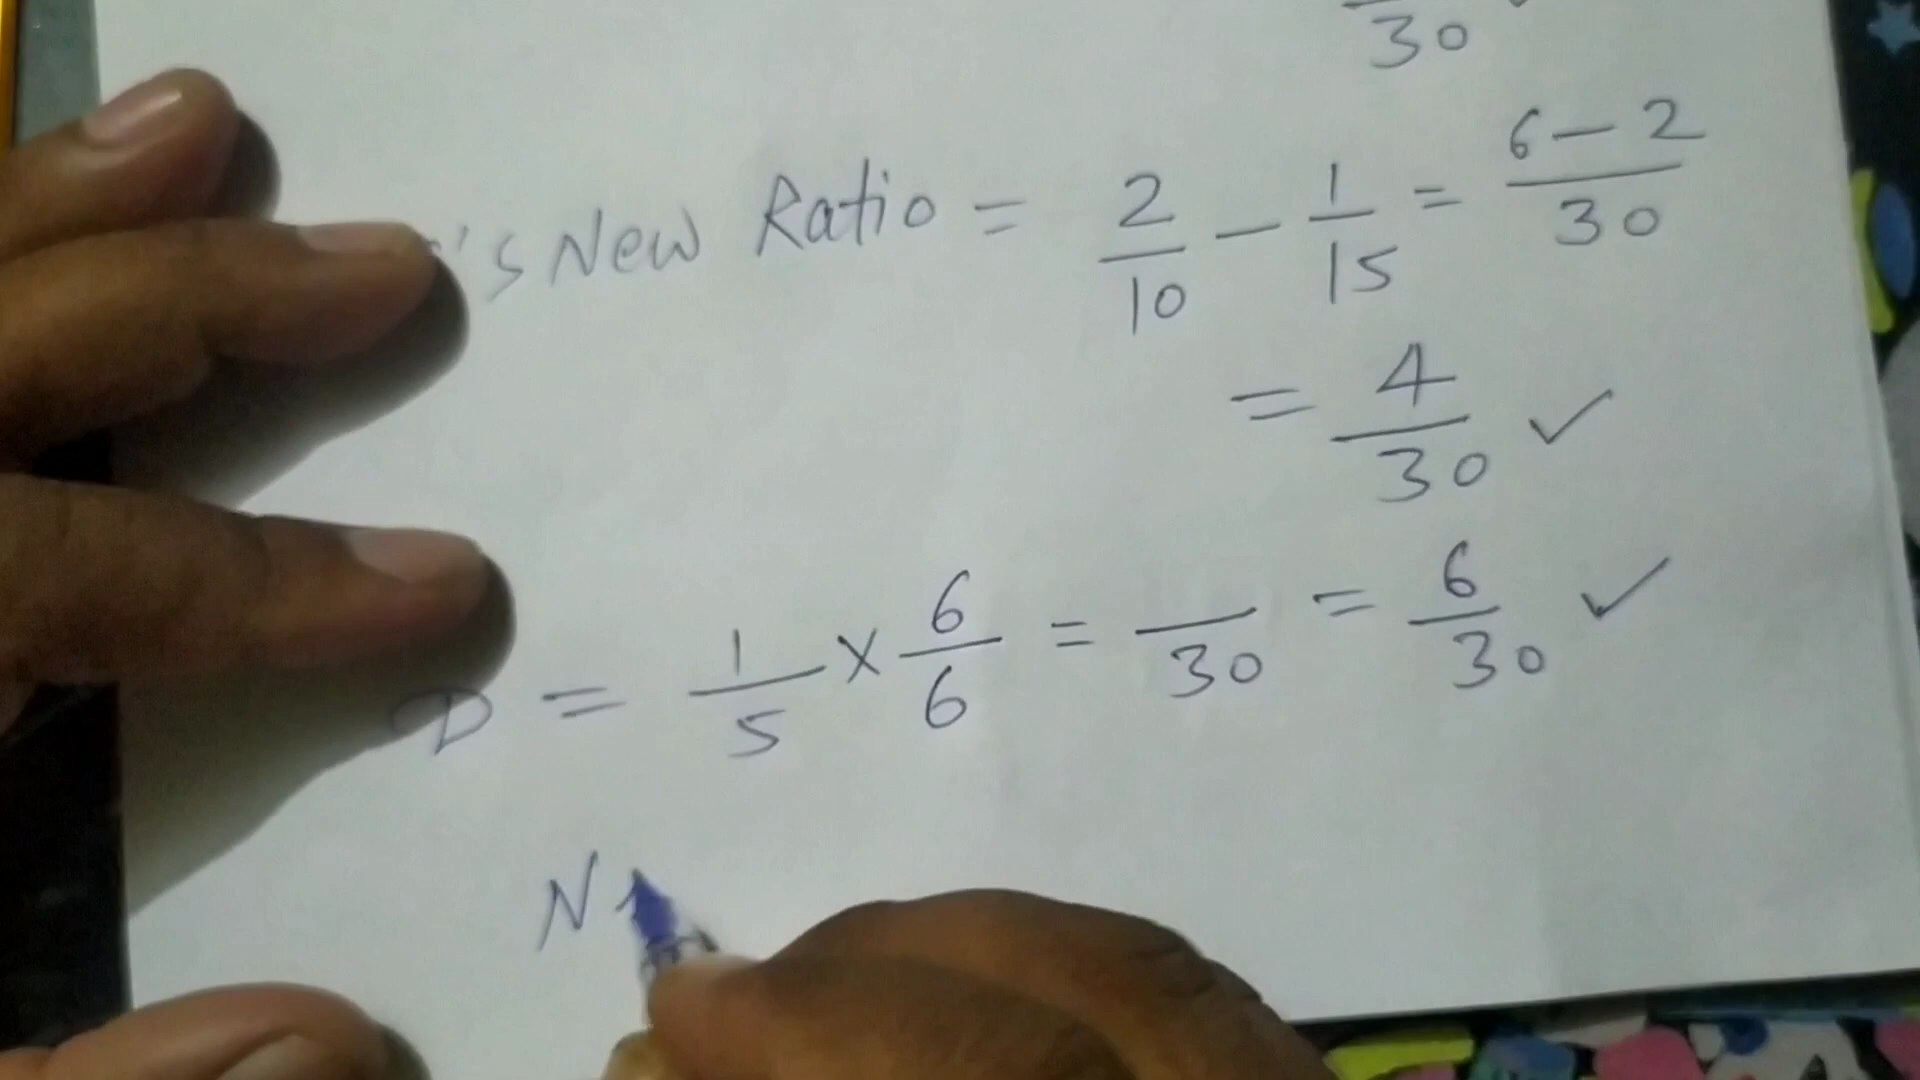 30
's New Ratio = 2/10 - 1/15 = 6-2/30
= 4/30 ✓
D = 1/5 × 6/6 = /30 = 6/30 ✓
N